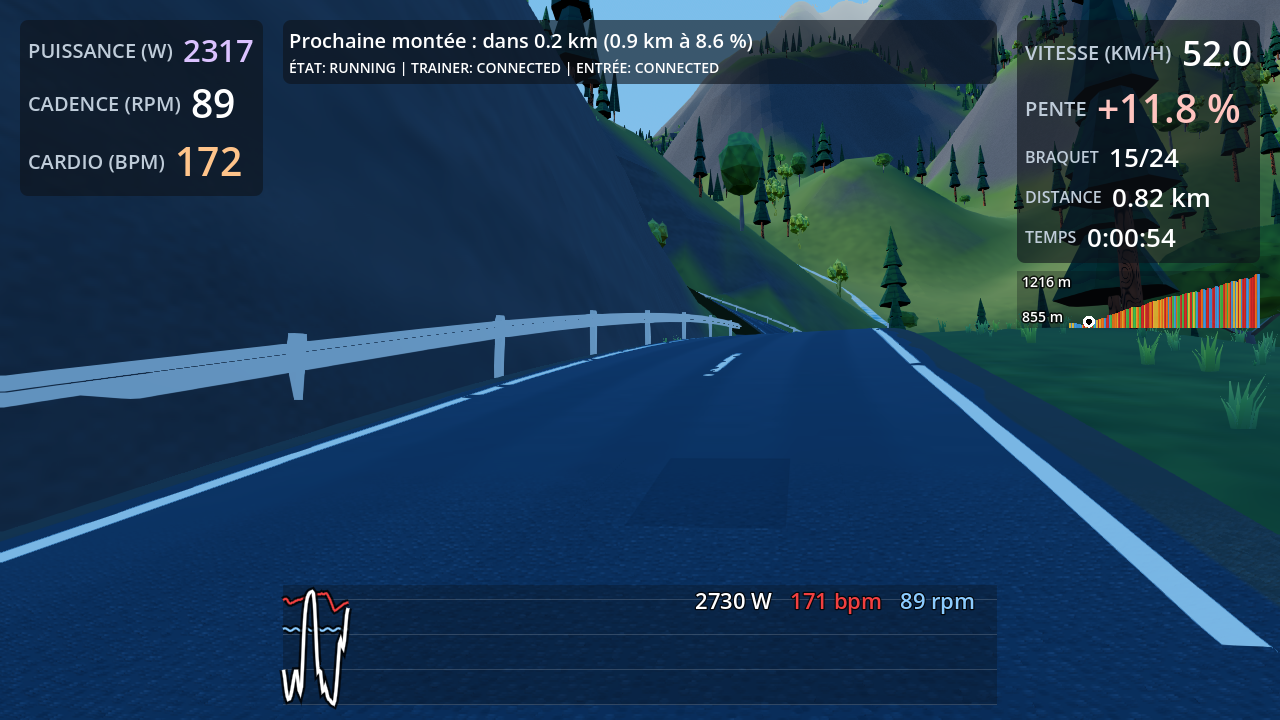 PUISSANCE (W) 2317
CADENCE (RPM) 89
CARDIO (BPM) 172
Prochaine montée : dans 0.2 km (0.9 km à 8.6 %)
ÉTAT: RUNNING | TRAINER: CONNECTED | ENTRÉE: CONNECTED
VITESSE (KM/H) 52.0
PENTE +11.8 %
BRAQUET 15/24
DISTANCE 0.82 km
TEMPS 0:00:54
1216 m
855 m
2730 W 171 bpm 89 rpm